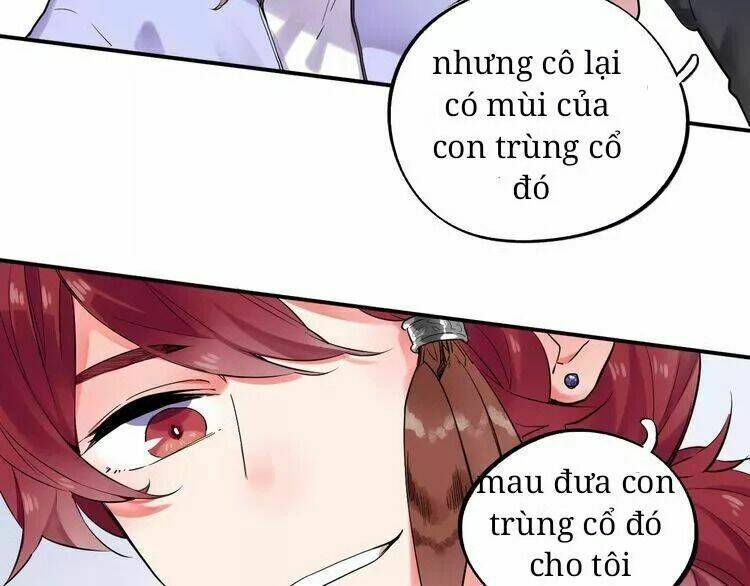 nhưng cô lại
có mùi của
con trùng cổ
đó
mau đưa con
trùng cổ đó
cho tôi